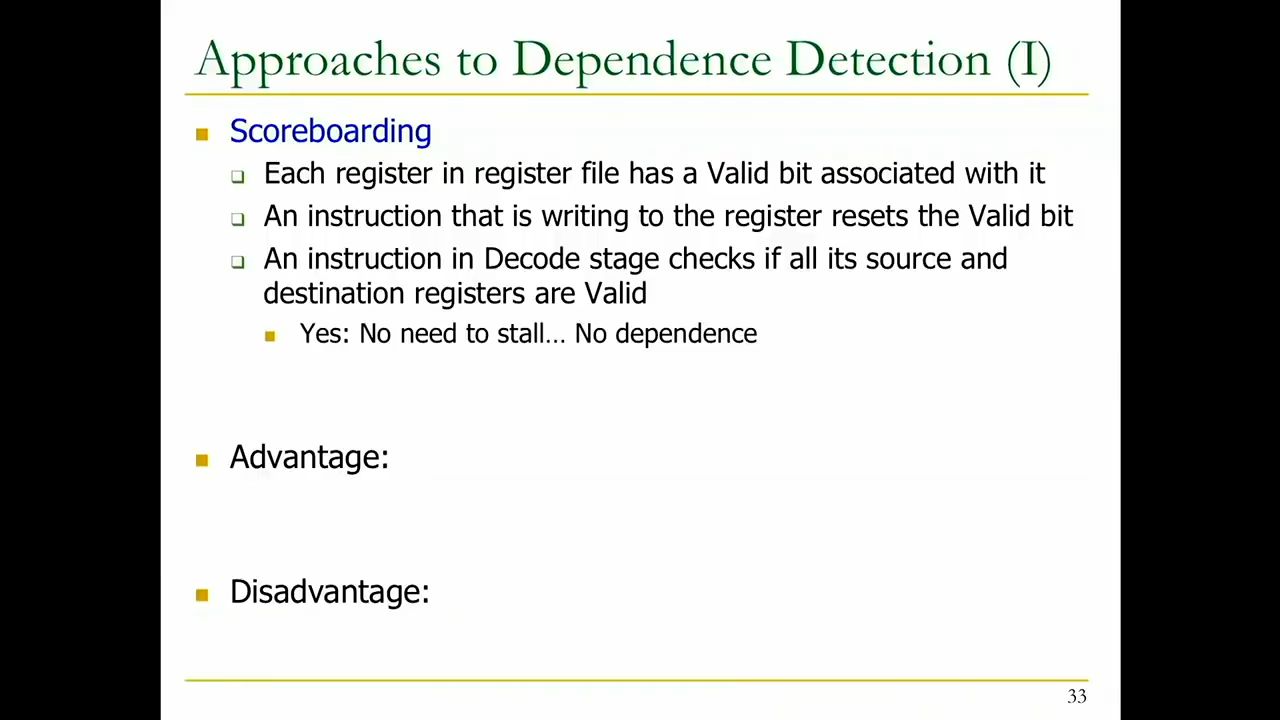 Approaches to Dependence Detection (I)
Scoreboarding
Each register in register file has a Valid bit associated with it
An instruction that is writing to the register resets the Valid bit
An instruction in Decode stage checks if all its source and
destination registers are Valid
Yes: No need to stall… No dependence
Advantage:
Disadvantage:
33